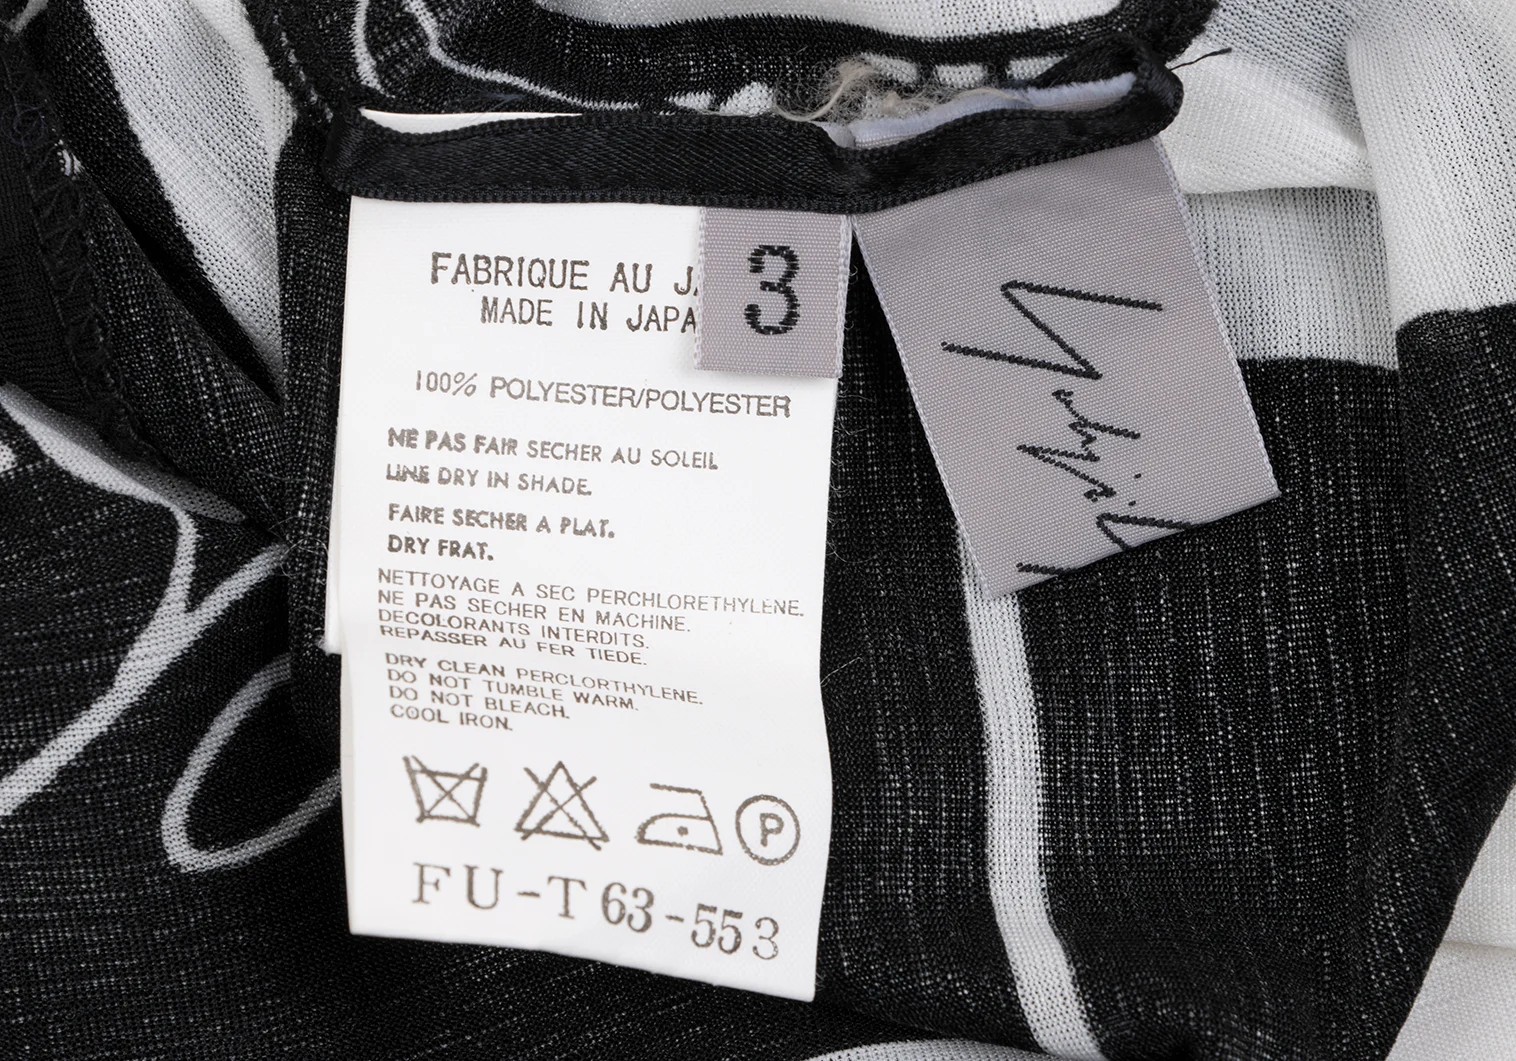 FABRIQUE AU J
MADE IN JAPA
3
100% POLYESTER/POLYESTER
NE PAS FAIR SECHER AU SOLEIL
LINE DRY IN SHADE.
FAIRE SECHER A PLAT.
DRY FRAT.
NETTOYAGE A SEC PERCHLORETHYLENE.
NE PAS SECHER EN MACHINE.
DECOLORANTS INTERDITS.
REPASSER AU FER TIEDE.
DRY CLEAN PERCLORTHYLENE.
DO NOT TUMBLE WARM.
DO NOT BLEACH.
COOL IRON.
P
FU-T63-553